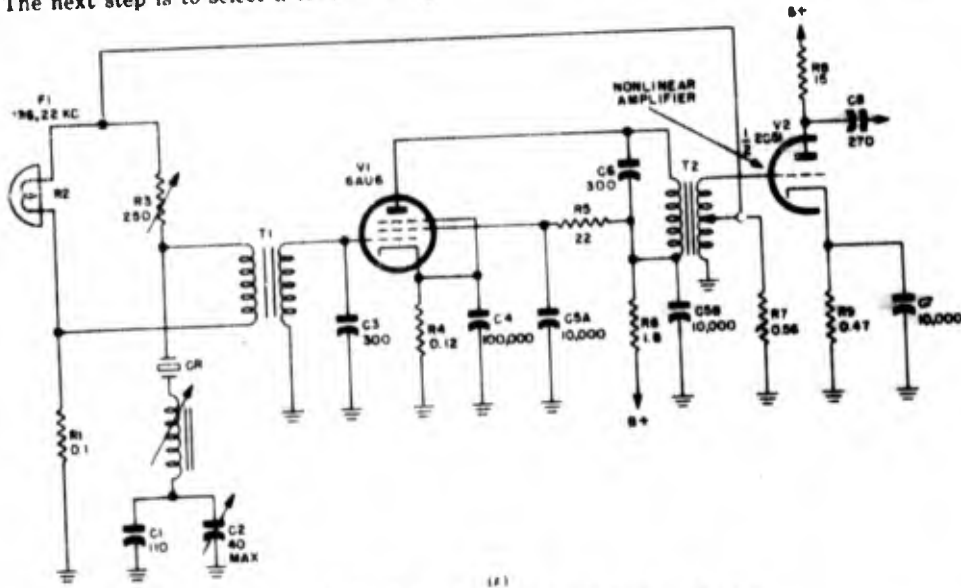 The next step is to select a
B+
R8
15
C8
270
NONLINEAR
AMPLIFIER
V2
F1
R2
R3
250
V1
6AU6
C6
300
T2
R5
22
T1
C3
300
R4
0.12
C4
100,000
C5A
10,000
R6
1.8
C5B
10,000
R7
0.56
R9
0.47
10,000
B+
R1
0.1
C1
110
C2
40
MAX